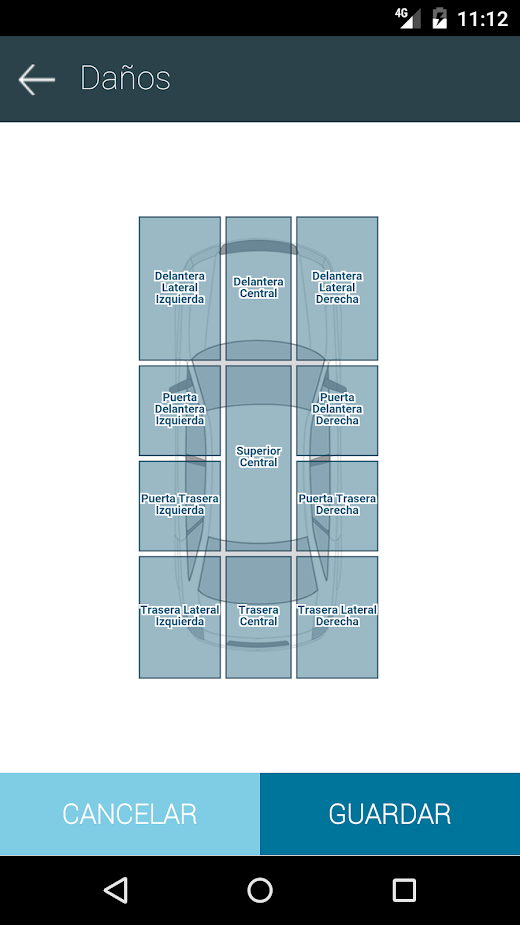 4G 11:12
Daños
Delantera
Lateral
Izquierda
Delantera
Central
Delantera
Lateral
Derecha
Puerta
Delantera
Izquierda
Puerta
Delantera
Derecha
Superior
Central
Puerta Trasera
Izquierda
Puerta Trasera
Derecha
Trasera Lateral
Izquierda
Trasera
Central
Trasera Lateral
Derecha
CANCELAR
GUARDAR